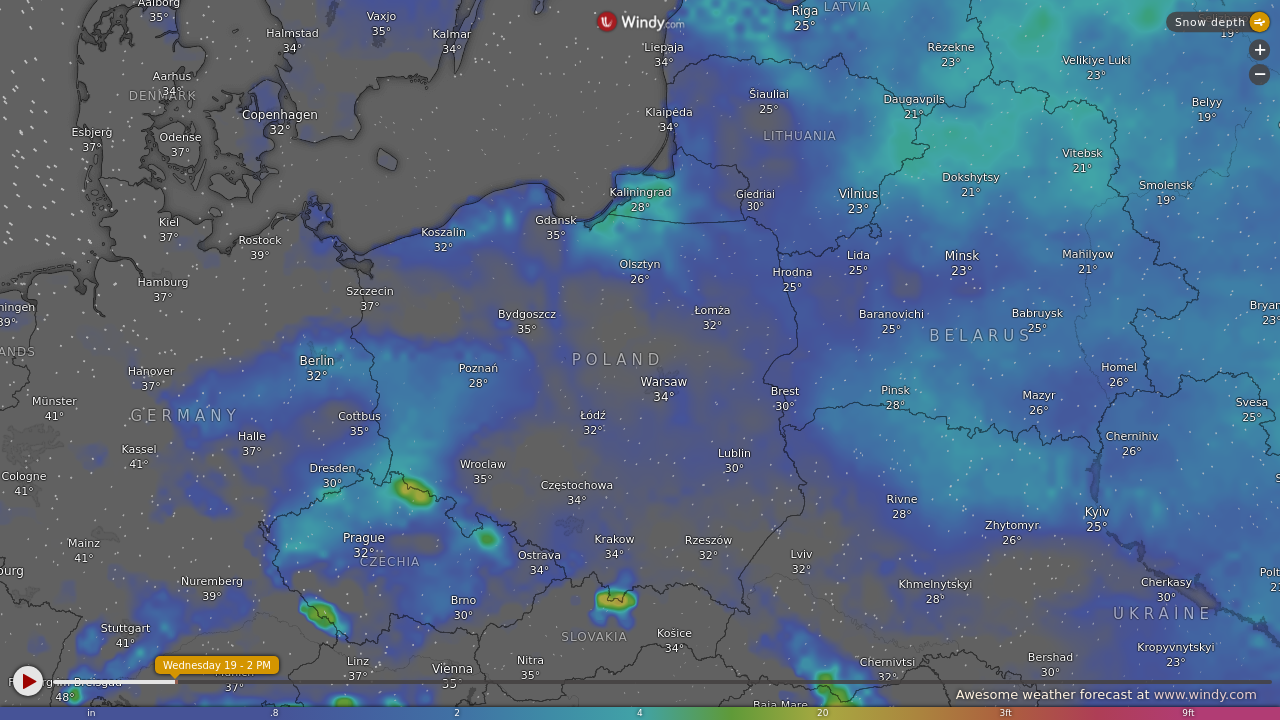 Aalborg
35°
Vaxjo
35°
Windy.com
Riga
25°
LATVIA
Snow depth
19°
Halmstad
34°
Kalmar
34°
Liepaja
34°
Rēzekne
23°
Velikiye Luki
23°
+
−
Aarhus
34°
DENMARK
Copenhagen
32°
Klaipėda
34°
Šiauliai
25°
Daugavpils
21°
Belyy
19°
Esbjerg
37°
Odense
37°
LITHUANIA
Vitebsk
21°
Kaliningrad
28°
Giedriai
30°
Vilnius
23°
Dokshytsy
21°
Smolensk
19°
Kiel
37°
Rostock
39°
Koszalin
32°
Gdansk
35°
Olsztyn
26°
Hrodna
25°
Lida
25°
Minsk
23°
Mahilyow
21°
Hamburg
37°
Szczecin
37°
ningen
39°
Bydgoszcz
35°
Łomża
32°
Baranovichi
25°
Babruysk
25°
Bryan
23°
ANDS
Hanover
37°
Berlin
32°
Poznań
28°
POLAND
Warsaw
34°
BELARUS
Homel
26°
Münster
41°
GERMANY
Cottbus
35°
Łódź
32°
Brest
30°
Pinsk
28°
Mazyr
26°
Svesa
25°
Kassel
41°
Halle
37°
Lublin
30°
Chernihiv
26°
Cologne
41°
Dresden
30°
Wroclaw
35°
Częstochowa
34°
Rivne
28°
Zhytomyr
26°
Kyiv
25°
Mainz
41°
burg
Prague
32°
CZECHIA
Ostrava
34°
Krakow
34°
Rzeszów
32°
Lviv
32°
Nuremberg
39°
Khmelnytskyi
28°
Cherkasy
30°
Brno
30°
UKRAINE
Stuttgart
41°
SLOVAKIA
Košice
34°
Kropyvnytskyi
23°
Wednesday 19 - 2 PM
37°
Linz
37°
Vienna
Nitra
35°
Chernivtsi
32°
Bershad
30°
48°
Baia Mare
Awesome weather forecast at www.windy.com
in .8 2 4 20 3ft 9ft